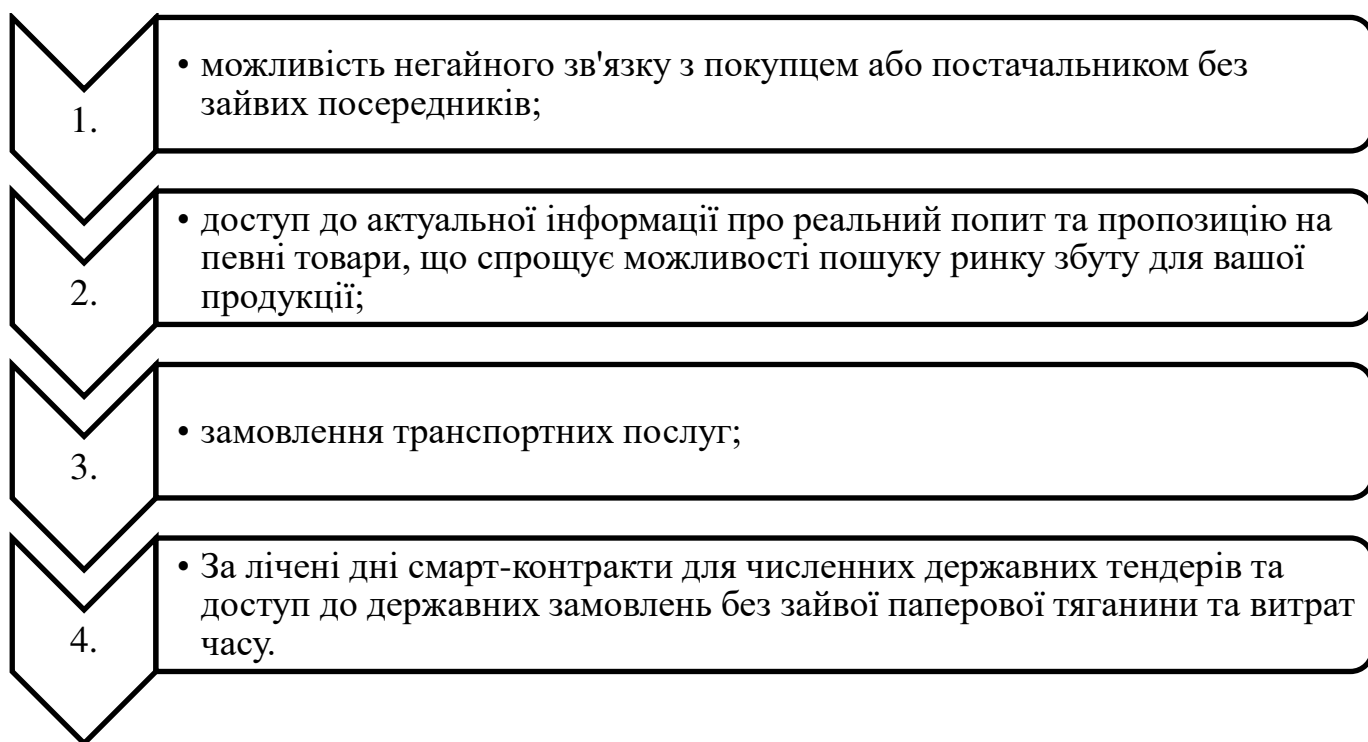 1.
• можливість негайного зв'язку з покупцем або постачальником без
зайвих посередників;
2.
• доступ до актуальної інформації про реальний попит та пропозицію на
певні товари, що спрощує можливості пошуку ринку збуту для вашої
продукції;
3.
• замовлення транспортних послуг;
4.
• За лічені дні смарт-контракти для численних державних тендерів та
доступ до державних замовлень без зайвої паперової тяганини та витрат
часу.